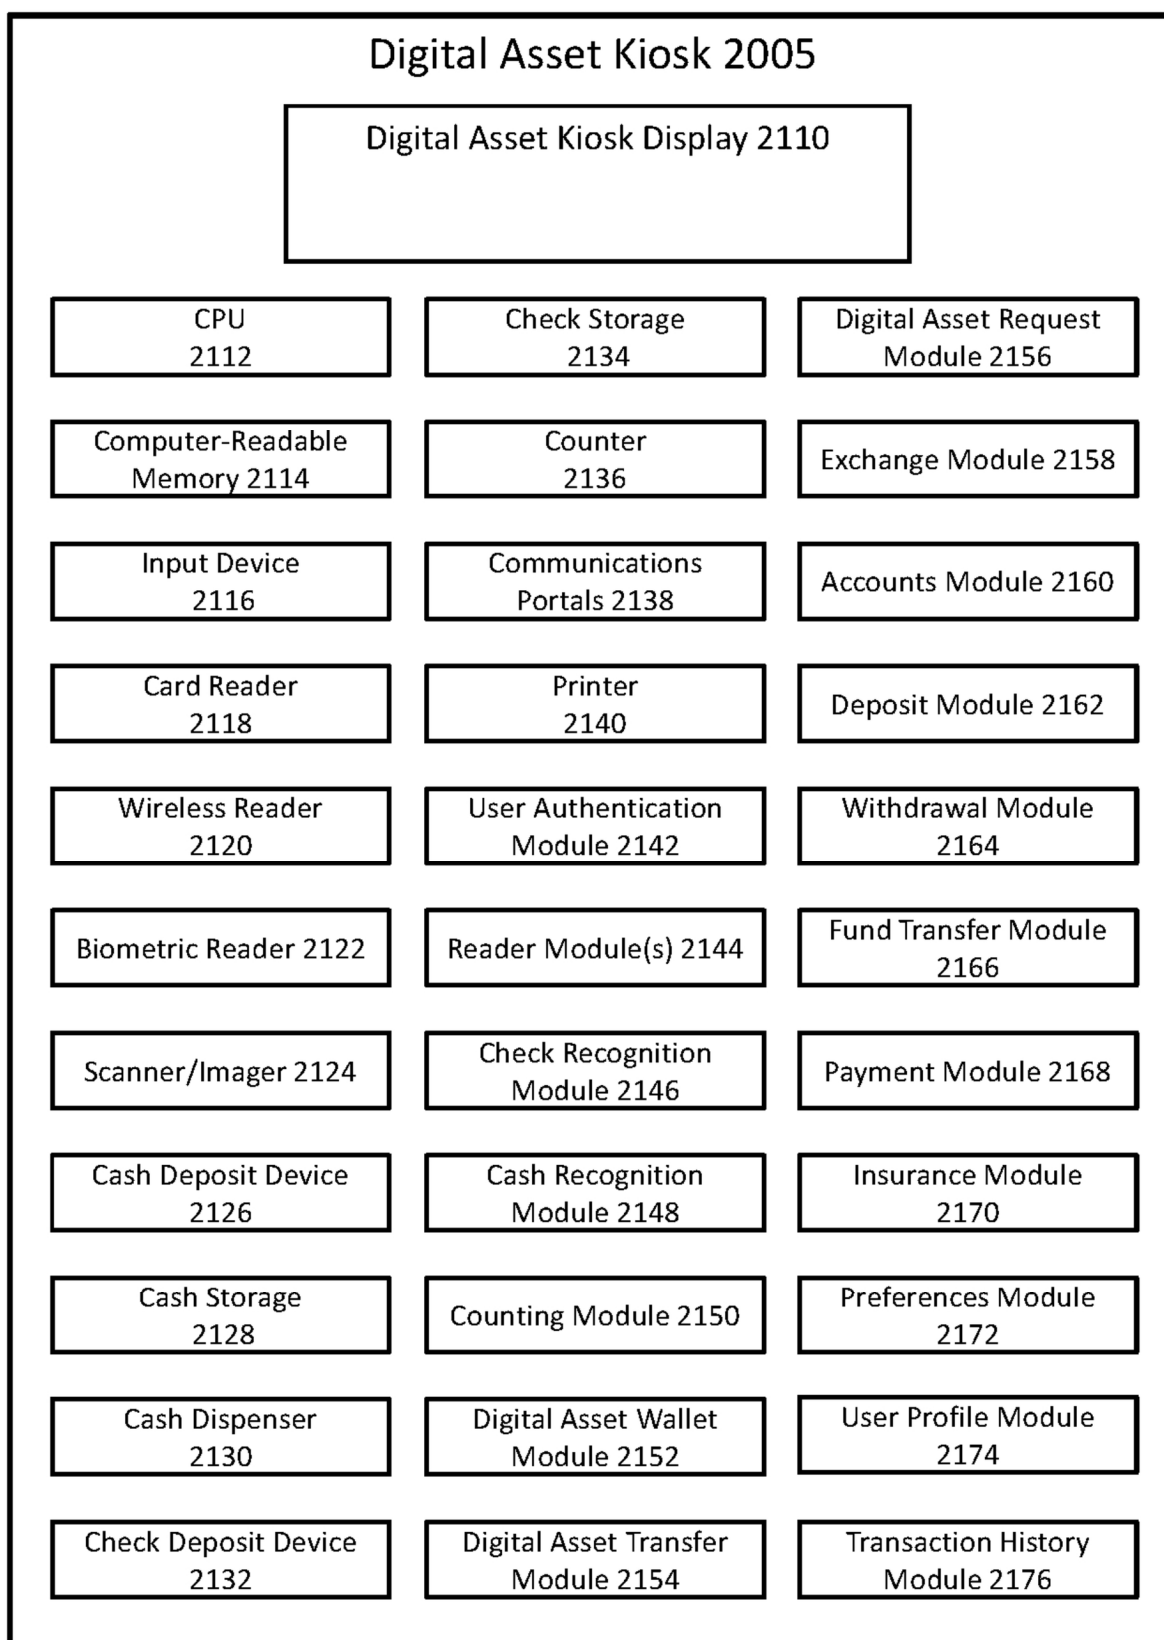 Digital Asset Kiosk 2005
Digital Asset Kiosk Display 2110
CPU
2112
Computer-Readable
Memory 2114
Input Device
2116
Card Reader
2118
Wireless Reader
2120
Biometric Reader 2122
Scanner/Imager 2124
Cash Deposit Device
2126
Cash Storage
2128
Cash Dispenser
2130
Check Deposit Device
2132
Check Storage
2134
Counter
2136
Communications
Portals 2138
Printer
2140
User Authentication
Module 2142
Reader Module(s) 2144
Check Recognition
Module 2146
Cash Recognition
Module 2148
Counting Module 2150
Digital Asset Wallet
Module 2152
Digital Asset Transfer
Module 2154
Digital Asset Request
Module 2156
Exchange Module 2158
Accounts Module 2160
Deposit Module 2162
Withdrawal Module
2164
Fund Transfer Module
2166
Payment Module 2168
Insurance Module
2170
Preferences Module
2172
User Profile Module
2174
Transaction History
Module 2176